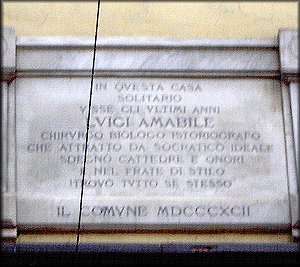 IN QVESTA CASA
SOLITARIO
VISSE GLI VLTIMI ANNI
LVIGI AMABILE
CHIRVRGO BIOLOGO ISTORIOGRAFO
CHE ATTRATTO DA SOCRATICO IDEALE
SDEGNO CATTEDRE E ONORI
E NEL FRATE DI STILO
RITROVO TVTTO SE STESSO
IL COMVNE MDCCCXCII